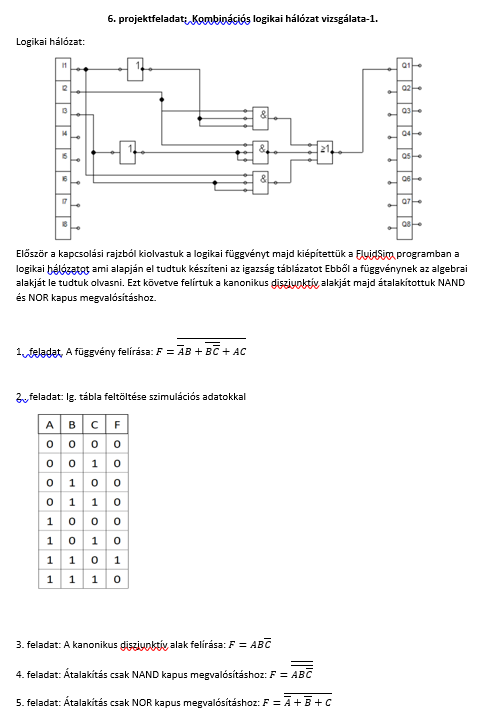 6. projektfeladat: Kombinációs logikai hálózat vizsgálata-1.
Logikai hálózat:
I1 1 Q1
I2 Q2
I3 & Q3
I4 Q4
1 & ≥1
I5 Q5
I6 & Q6
I7 Q7
I8 Q8
Először a kapcsolási rajzból kiolvastuk a logikai függvényt majd kiépítettük a FluidSim programban a
logikai hálózatot ami alapján el tudtuk készíteni az igazság táblázatot Ebből a függvénynek az algebrai
alakját le tudtuk olvasni. Ezt követve felírtuk a kanonikus diszjunktív alakját majd átalakítottuk NAND
és NOR kapus megvalósításhoz.
1. feladat. A függvény felírása: $F = \overline{\overline{A}B + \overline{B\overline{C}} + AC}$
2. feladat: Ig. tábla feltöltése szimulációs adatokkal
A B C F
0 0 0 0
0 0 1 0
0 1 0 0
0 1 1 0
1 0 0 0
1 0 1 0
1 1 0 1
1 1 1 0
3. feladat: A kanonikus diszjunktív alak felírása: $F = AB\overline{C}$
4. feladat: Átalakítás csak NAND kapus megvalósításhoz: $F = \overline{\overline{AB\overline{C}}}$
5. feladat: Átalakítás csak NOR kapus megvalósításhoz: $F = \overline{\overline{A} + \overline{B} + C}$